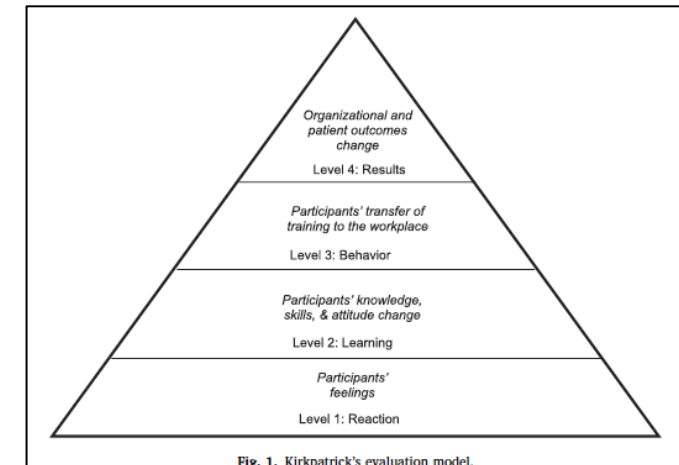 Organizational and
patient outcomes
change
Level 4: Results
Participants' transfer of
training to the workplace
Level 3: Behavior
Participants' knowledge,
skills, & attitude change
Level 2: Learning
Participants'
feelings
Level 1: Reaction
Fig. 1. Kirkpatrick's evaluation model.